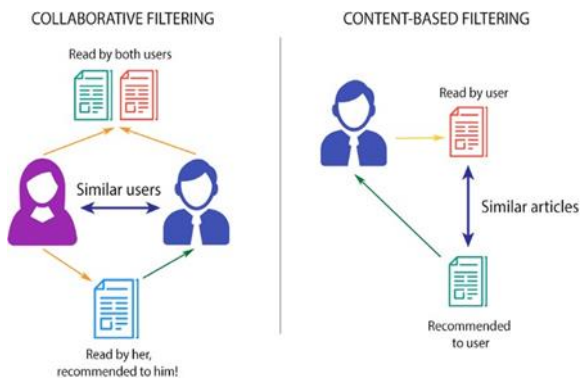 COLLABORATIVE FILTERING
Read by both users
Similar users
Read by her,
recommended to him!
CONTENT-BASED FILTERING
Read by user
Similar articles
Recommended
to user